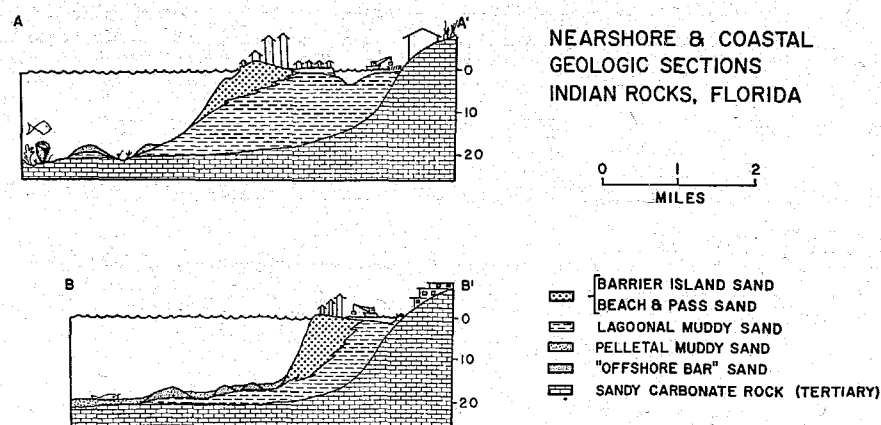 A
A'
0
10
20
NEARSHORE & COASTAL
GEOLOGIC SECTIONS
INDIAN ROCKS, FLORIDA
0 1 2
MILES
B
B'
0
10
20
BARRIER ISLAND SAND
BEACH & PASS SAND
LAGOONAL MUDDY SAND
PELLETAL MUDDY SAND
"OFFSHORE BAR" SAND
SANDY CARBONATE ROCK (TERTIARY)